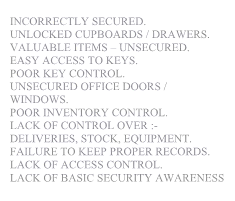 INCORRECTLY SECURED.
UNLOCKED CUPBOARDS / DRAWERS.
VALUABLE ITEMS – UNSECURED.
EASY ACCESS TO KEYS.
POOR KEY CONTROL.
UNSECURED OFFICE DOORS /
WINDOWS.
POOR INVENTORY CONTROL.
LACK OF CONTROL OVER :-
DELIVERIES, STOCK, EQUIPMENT.
FAILURE TO KEEP PROPER RECORDS.
LACK OF ACCESS CONTROL.
LACK OF BASIC SECURITY AWARENESS